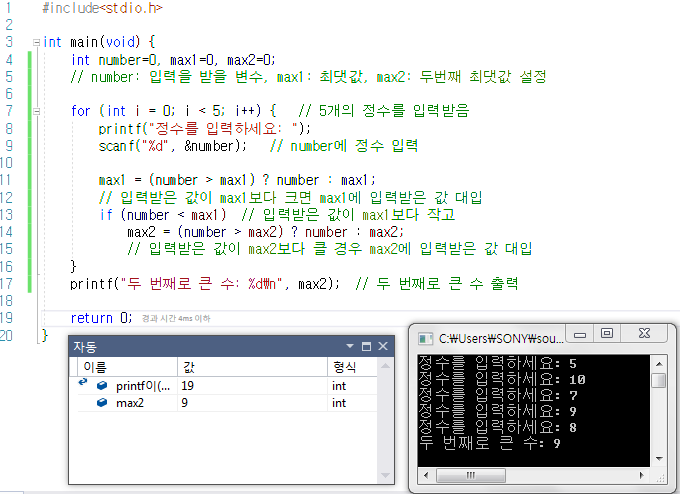 1 #include<stdio.h>
2
3 int main(void) {
4 int number=0, max1=0, max2=0;
5 // number: 입력을 받을 변수, max1: 최댓값, max2: 두번째 최댓값 설정
6
7 for (int i = 0; i < 5; i++) { // 5개의 정수를 입력받음
8 printf("정수를 입력하세요: ");
9 scanf("%d", &number); // number에 정수 입력
10
11 max1 = (number > max1) ? number : max1;
12 // 입력받은 값이 max1보다 크면 max1에 입력받은 값 대입
13 if (number < max1) // 입력받은 값이 max1보다 작고
14 max2 = (number > max2) ? number : max2;
15 // 입력받은 값이 max2보다 클 경우 max2에 입력받은 값 대입
16 }
17 printf("두 번째로 큰 수: %d₩n", max2); // 두 번째로 큰 수 출력
18
19 return 0; 경과 시간 4ms 이하
20 }
자동
이름 값 형식
printf이(... 19 int
max2 9 int
C:₩Users₩SONY₩sou...
정수를 입력하세요: 5
정수를 입력하세요: 10
정수를 입력하세요: 7
정수를 입력하세요: 9
정수를 입력하세요: 8
두 번째로 큰 수: 9